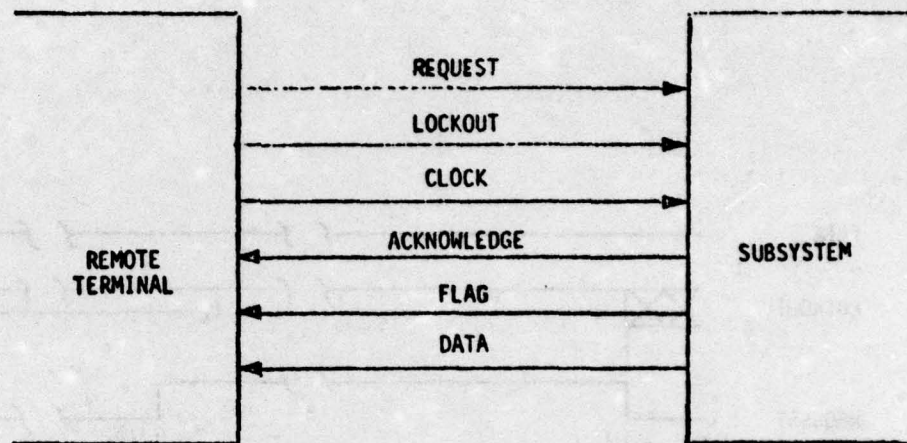 REQUEST
LOCKOUT
CLOCK
ACKNOWLEDGE
FLAG
DATA
REMOTE
TERMINAL
SUBSYSTEM